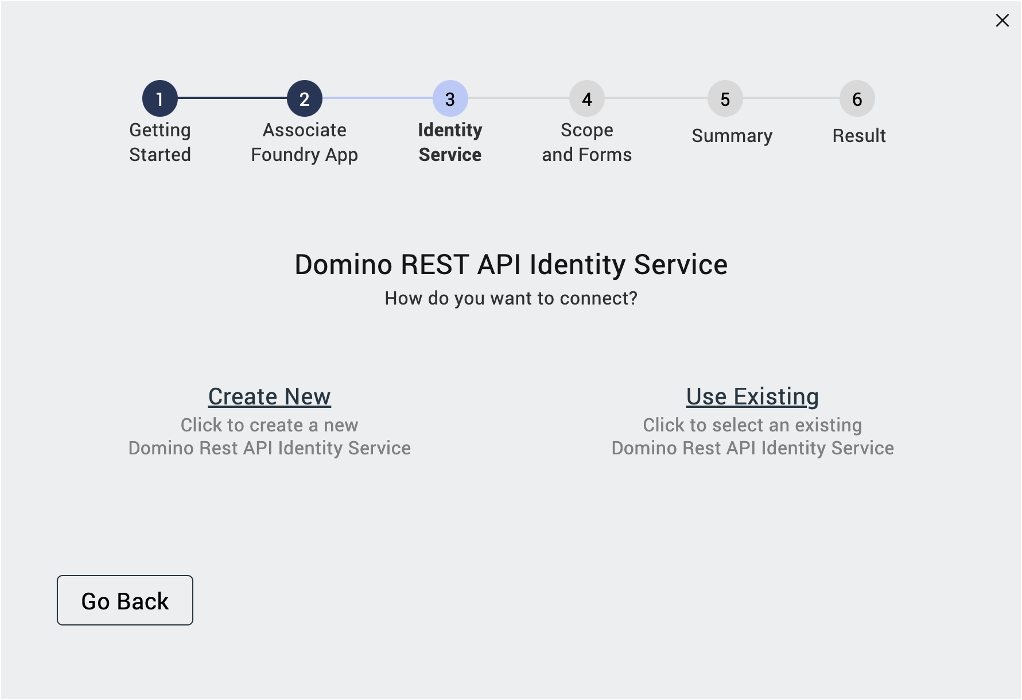 1
2
3
4
5
6
Getting
Started
Associate
Foundry App
Identity
Service
Scope
and Forms
Summary
Result
Domino REST API Identity Service
How do you want to connect?
Create New
Click to create a new
Domino Rest API Identity Service
Use Existing
Click to select an existing
Domino Rest API Identity Service
Go Back